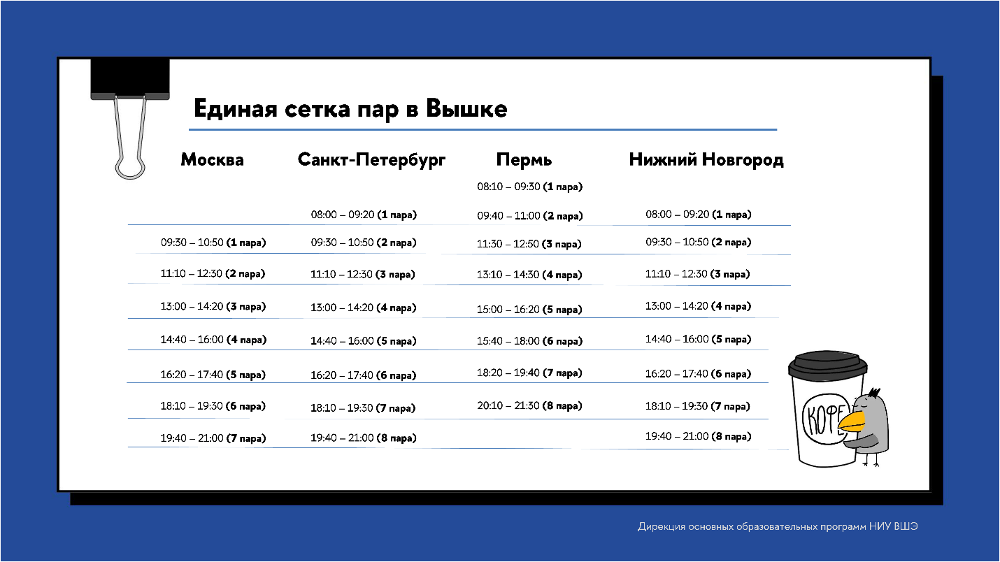 Единая сетка пар в Вышке
Москва Санкт-Петербург Пермь Нижний Новгород
08:10 – 09:30 (1 пара)
08:00 – 09:20 (1 пара) 09:40 – 11:00 (2 пара) 08:00 – 09:20 (1 пара)
09:30 – 10:50 (1 пара) 09:30 – 10:50 (2 пара) 11:30 – 12:50 (3 пара) 09:30 – 10:50 (2 пара)
11:10 – 12:30 (2 пара) 11:10 – 12:30 (3 пара) 13:10 – 14:30 (4 пара) 11:10 – 12:30 (3 пара)
13:00 – 14:20 (3 пара) 13:00 – 14:20 (4 пара) 15:00 – 16:20 (5 пара) 13:00 – 14:20 (4 пара)
14:40 – 16:00 (4 пара) 14:40 – 16:00 (5 пара) 15:40 – 18:00 (6 пара) 14:40 – 16:00 (5 пара)
16:20 – 17:40 (5 пара) 16:20 – 17:40 (6 пара) 18:20 – 19:40 (7 пара) 16:20 – 17:40 (6 пара)
18:10 – 19:30 (6 пара) 18:10 – 19:30 (7 пара) 20:10 – 21:30 (8 пара) 18:10 – 19:30 (7 пара)
19:40 – 21:00 (7 пара) 19:40 – 21:00 (8 пара) 19:40 – 21:00 (8 пара)
КОФЕ
Дирекция основных образовательных программ НИУ ВШЭ